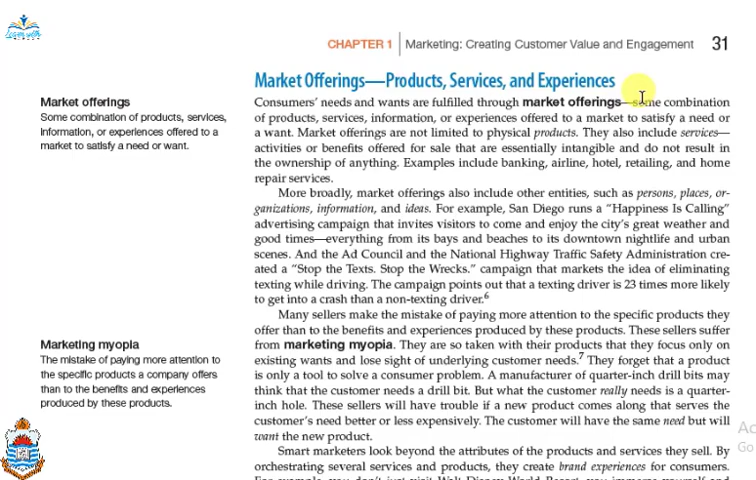 CHAPTER 1 | Marketing: Creating Customer Value and Engagement 31
Market Offerings—Products, Services, and Experiences
Market offerings
Some combination of products, services,
information, or experiences offered to a
market to satisfy a need or want.
Consumers' needs and wants are fulfilled through market offerings—some combination
of products, services, information, or experiences offered to a market to satisfy a need or
a want. Market offerings are not limited to physical products. They also include services—
activities or benefits offered for sale that are essentially intangible and do not result in
the ownership of anything. Examples include banking, airline, hotel, retailing, and home
repair services.
More broadly, market offerings also include other entities, such as persons, places, or-
ganizations, information, and ideas. For example, San Diego runs a “Happiness Is Calling”
advertising campaign that invites visitors to come and enjoy the city's great weather and
good times—everything from its bays and beaches to its downtown nightlife and urban
scenes. And the Ad Council and the National Highway Traffic Safety Administration cre-
ated a “Stop the Texts. Stop the Wrecks.” campaign that markets the idea of eliminating
texting while driving. The campaign points out that a texting driver is 23 times more likely
to get into a crash than a non-texting driver.6
Many sellers make the mistake of paying more attention to the specific products they
offer than to the benefits and experiences produced by these products. These sellers suffer
from marketing myopia. They are so taken with their products that they focus only on
existing wants and lose sight of underlying customer needs.7 They forget that a product
is only a tool to solve a consumer problem. A manufacturer of quarter-inch drill bits may
think that the customer needs a drill bit. But what the customer really needs is a quarter-
inch hole. These sellers will have trouble if a new product comes along that serves the
customer's need better or less expensively. The customer will have the same need but will
want the new product.
Marketing myopia
The mistake of paying more attention to
the specific products a company offers
than to the benefits and experiences
produced by these products.
Smart marketers look beyond the attributes of the products and services they sell. By
orchestrating several services and products, they create brand experiences for consumers.
Ac
Go